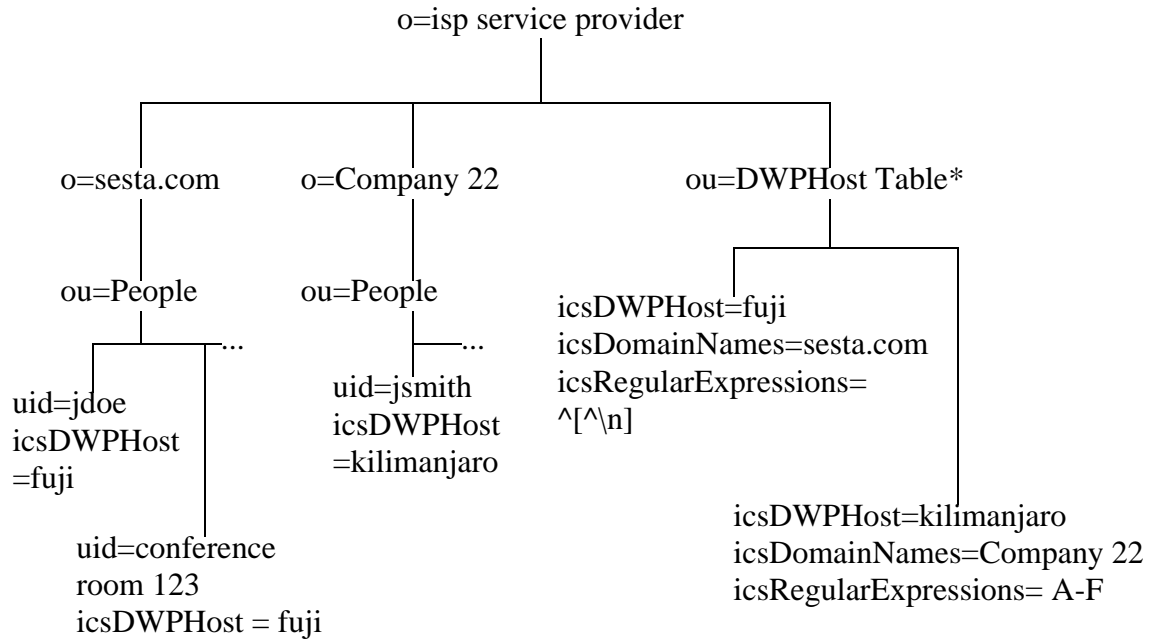 o=isp service provider
o=sesta.com
o=Company 22
ou=DWPHost Table*
ou=People
ou=People
icsDWPHost=fuji
icsDomainNames=sesta.com
icsRegularExpressions=
^[^\n]
...
...
uid=jdoe
icsDWPHost
=fuji
uid=jsmith
icsDWPHost
=kilimanjaro
uid=conference
room 123
icsDWPHost = fuji
icsDWPHost=kilimanjaro
icsDomainNames=Company 22
icsRegularExpressions= A-F